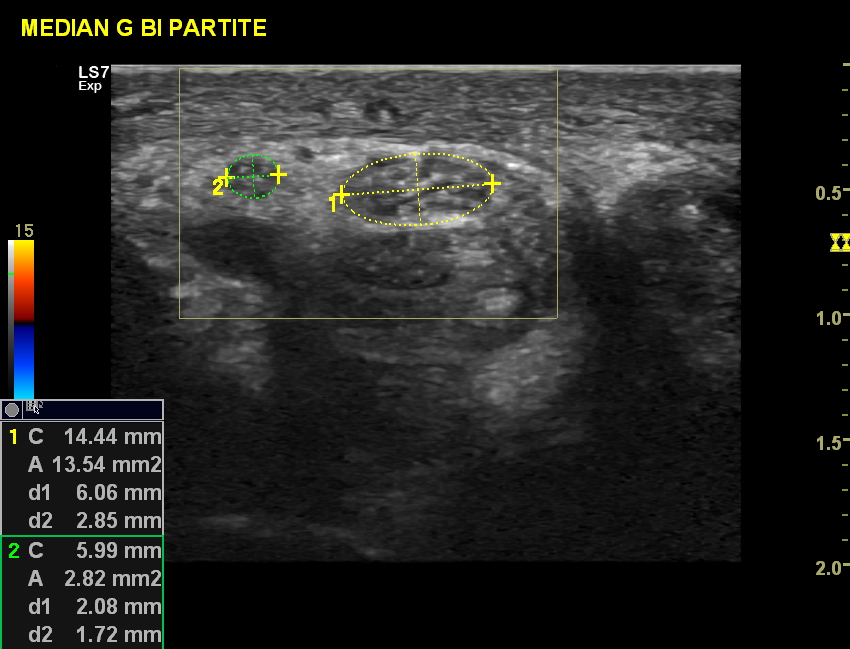 MEDIAN G BI PARTITE
LS7
Exp
2
1
0.5
15
1.0
1.5
2.0
1 C 14.44 mm
A 13.54 mm2
d1 6.06 mm
d2 2.85 mm
2 C 5.99 mm
A 2.82 mm2
d1 2.08 mm
d2 1.72 mm